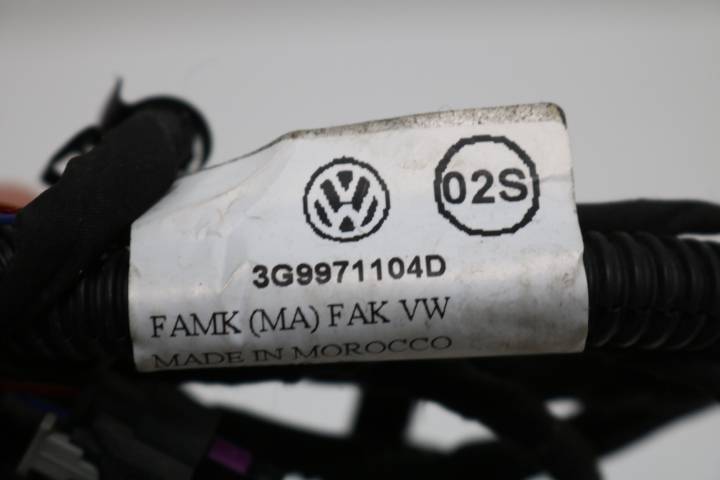 02S
3G9971104D
FAMK (MA) FAK VW
MADE IN MOROCCO